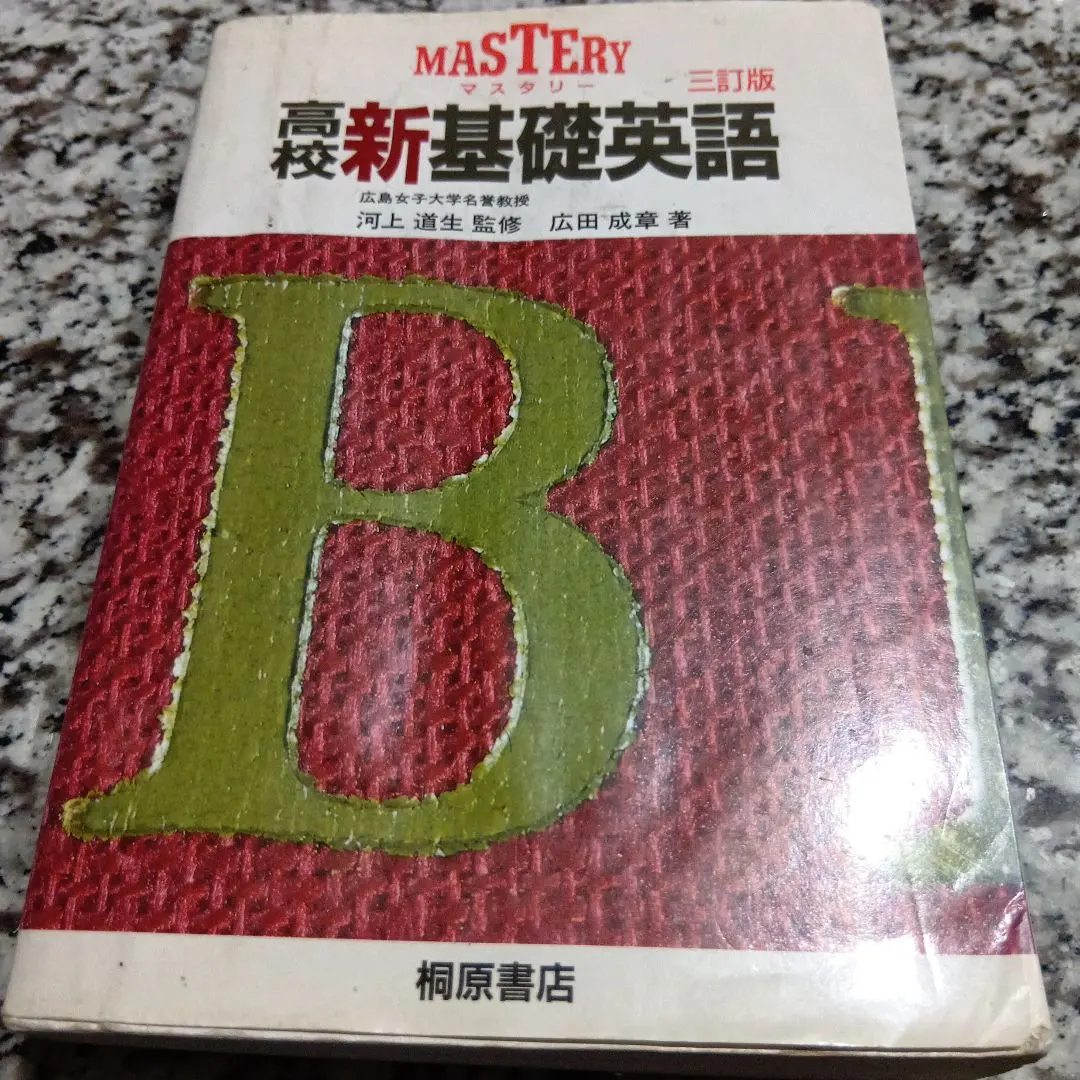 MASTERY
マスタリー
三訂版
高校新基礎英語
広島女子大学名誉教授
河上 道生 監修 広田 成章 著
B
桐原書店